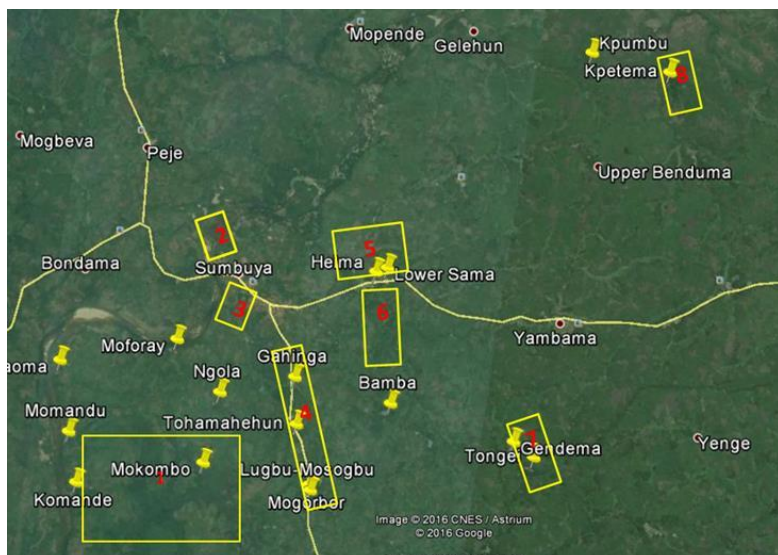 Mopende
Gelehun
Kpumbu
Kpetema
8
Mogbeva
Peje
Upper Benduma
2
5
Bondama
Sumbuya
Helma
Lower Sama
3
6
Yambama
Moforay
aoma
Gahinga
Ngola
Bamba
Momandu
Tohamahehun
4
7
Tonge
Gendema
Yenge
Mokombo
1
Lugbu-Mosogbu
Komande
Mogorbor
Image © 2016 CNES / Astrium
© 2016 Google